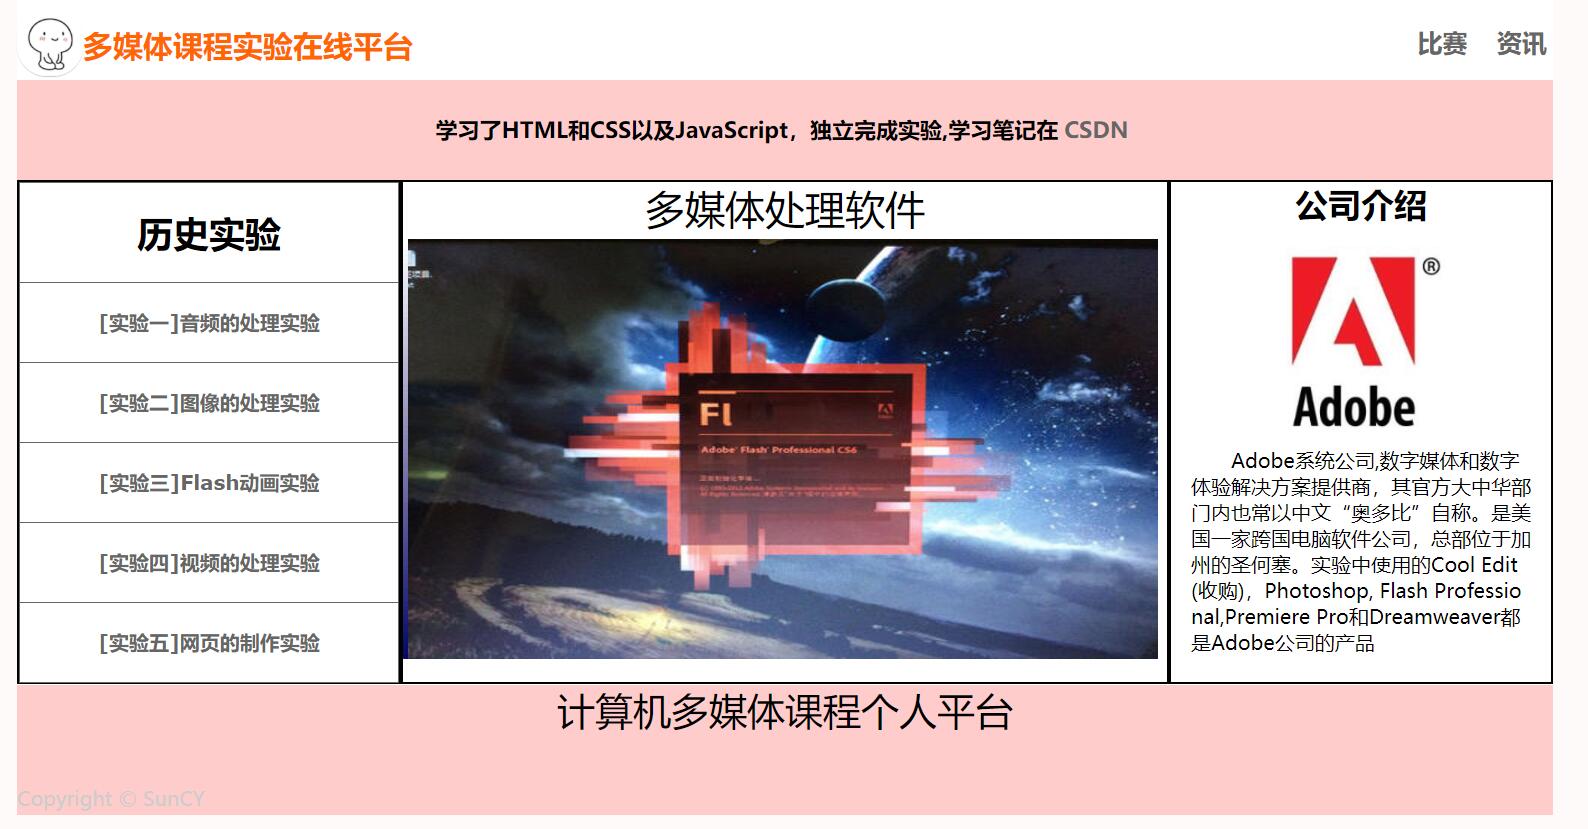 多媒体课程实验在线平台
比赛 资讯
学习了HTML和CSS以及JavaScript，独立完成实验,学习笔记在 CSDN
历史实验
[实验一]音频的处理实验
[实验二]图像的处理实验
[实验三]Flash动画实验
[实验四]视频的处理实验
[实验五]网页的制作实验
多媒体处理软件
Fl
Adobe® Flash® Professional CS6
公司介绍
®
Adobe
Adobe系统公司,数字媒体和数字
体验解决方案提供商，其官方大中华部
门内也常以中文“奥多比”自称。是美
国一家跨国电脑软件公司，总部位于加
州的圣何塞。实验中使用的Cool Edit
(收购)，Photoshop, Flash Professio
nal,Premiere Pro和Dreamweaver都
是Adobe公司的产品
计算机多媒体课程个人平台
Copyright © SunCY